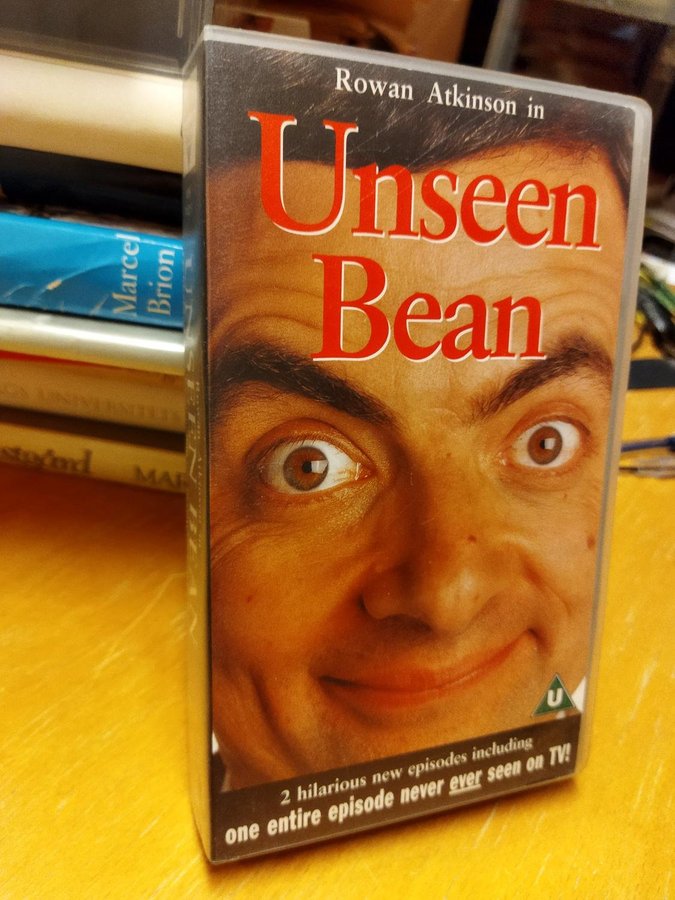 Rowan Atkinson in
Unseen
Bean
U
2 hilarious new episodes including
one entire episode never ever seen on TV!
Marcel
Brion